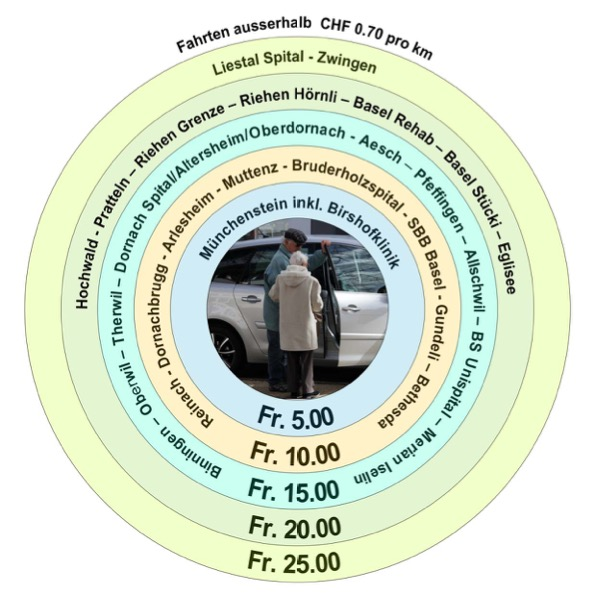 Fahrten ausserhalb CHF 0.70 pro km
Liestal Spital - Zwingen
Hochwald - Pratteln – Riehen Grenze – Riehen Hörnli – Basel Rehab – Basel Stücki – Eglisee
Binningen – Oberwil – Therwil – Dornach Spital/Altersheim/Oberdornach - Aesch – Pfeffingen – Allschwil – BS Unispital – Merian Iselin
Reinach - Dornachbrugg - Arlesheim - Muttenz - Bruderholzspital - SBB Basel - Gundeli – Bethesda
Münchenstein inkl. Birshofklinik
Fr. 5.00
Fr. 10.00
Fr. 15.00
Fr. 20.00
Fr. 25.00